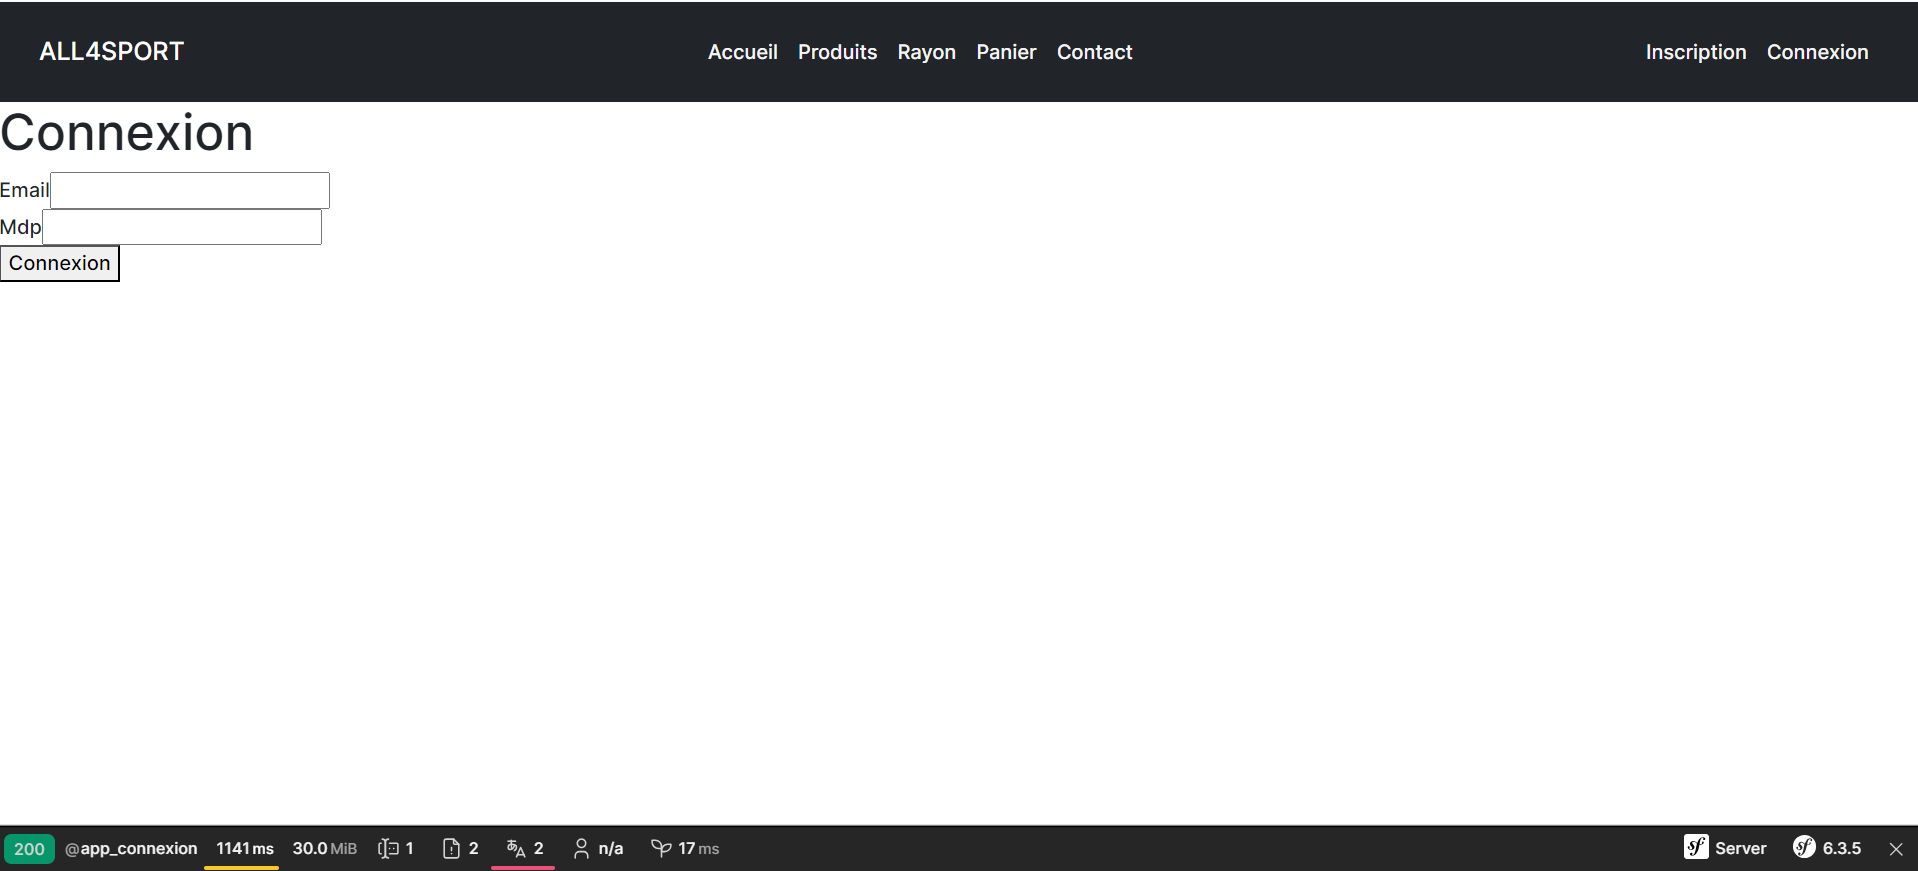 ALL4SPORT Accueil Produits Rayon Panier Contact Inscription Connexion
Connexion
Email
Mdp
Connexion
200 @app_connexion 1141 ms 30.0 MiB 1 2 2 n/a 17 ms Server 6.3.5